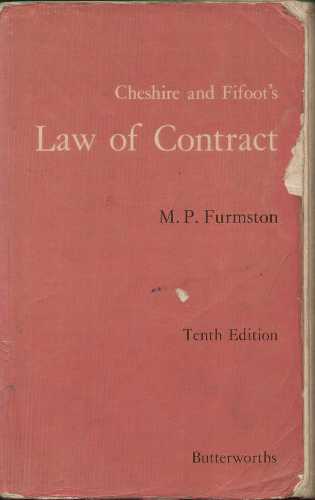 Cheshire and Fifoot's
Law of Contract
M. P. Furmston
Tenth Edition
Butterworths